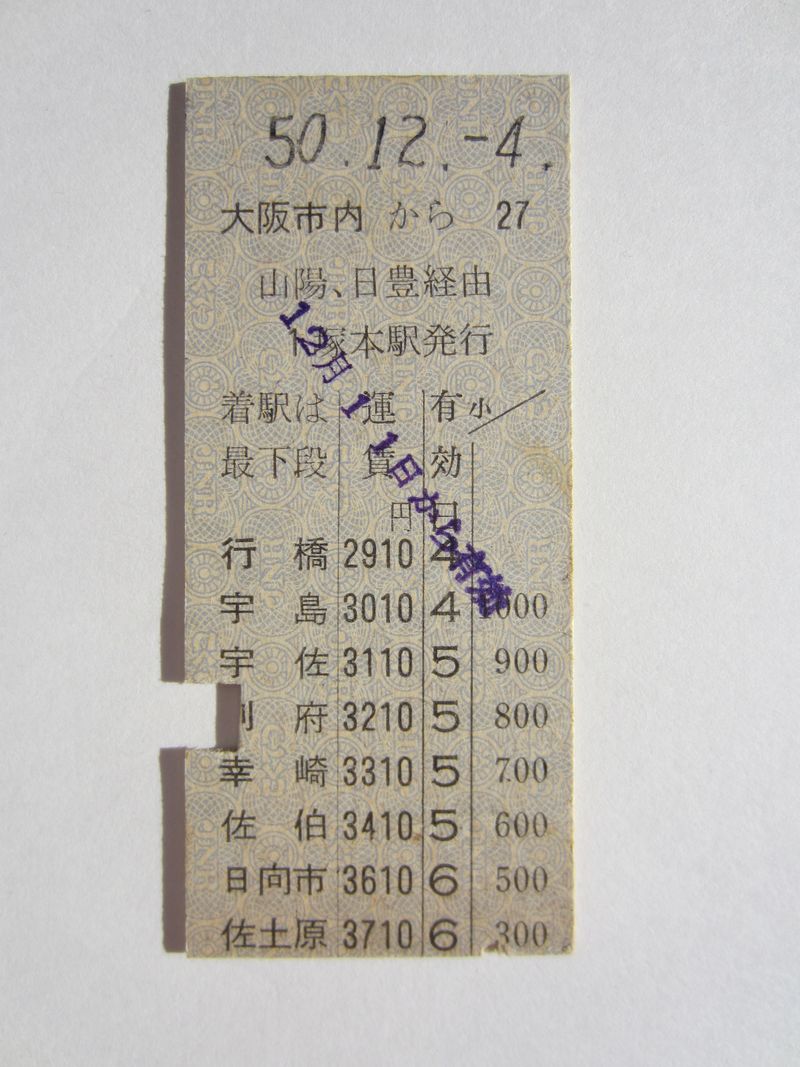 50.12.-4.
大阪市内 から 27
山陽、日豊経由
塚本駅発行
着駅は 運 有 小
最下段 賃 効
円 日
行 橋 2910 4
宇 島 3010 4 000
宇 佐 3110 5 900
府 3210 5 800
幸 崎 3310 5 700
佐 伯 3410 5 600
日向市 3610 6 500
佐土原 3710 6 300
12月11日から有効